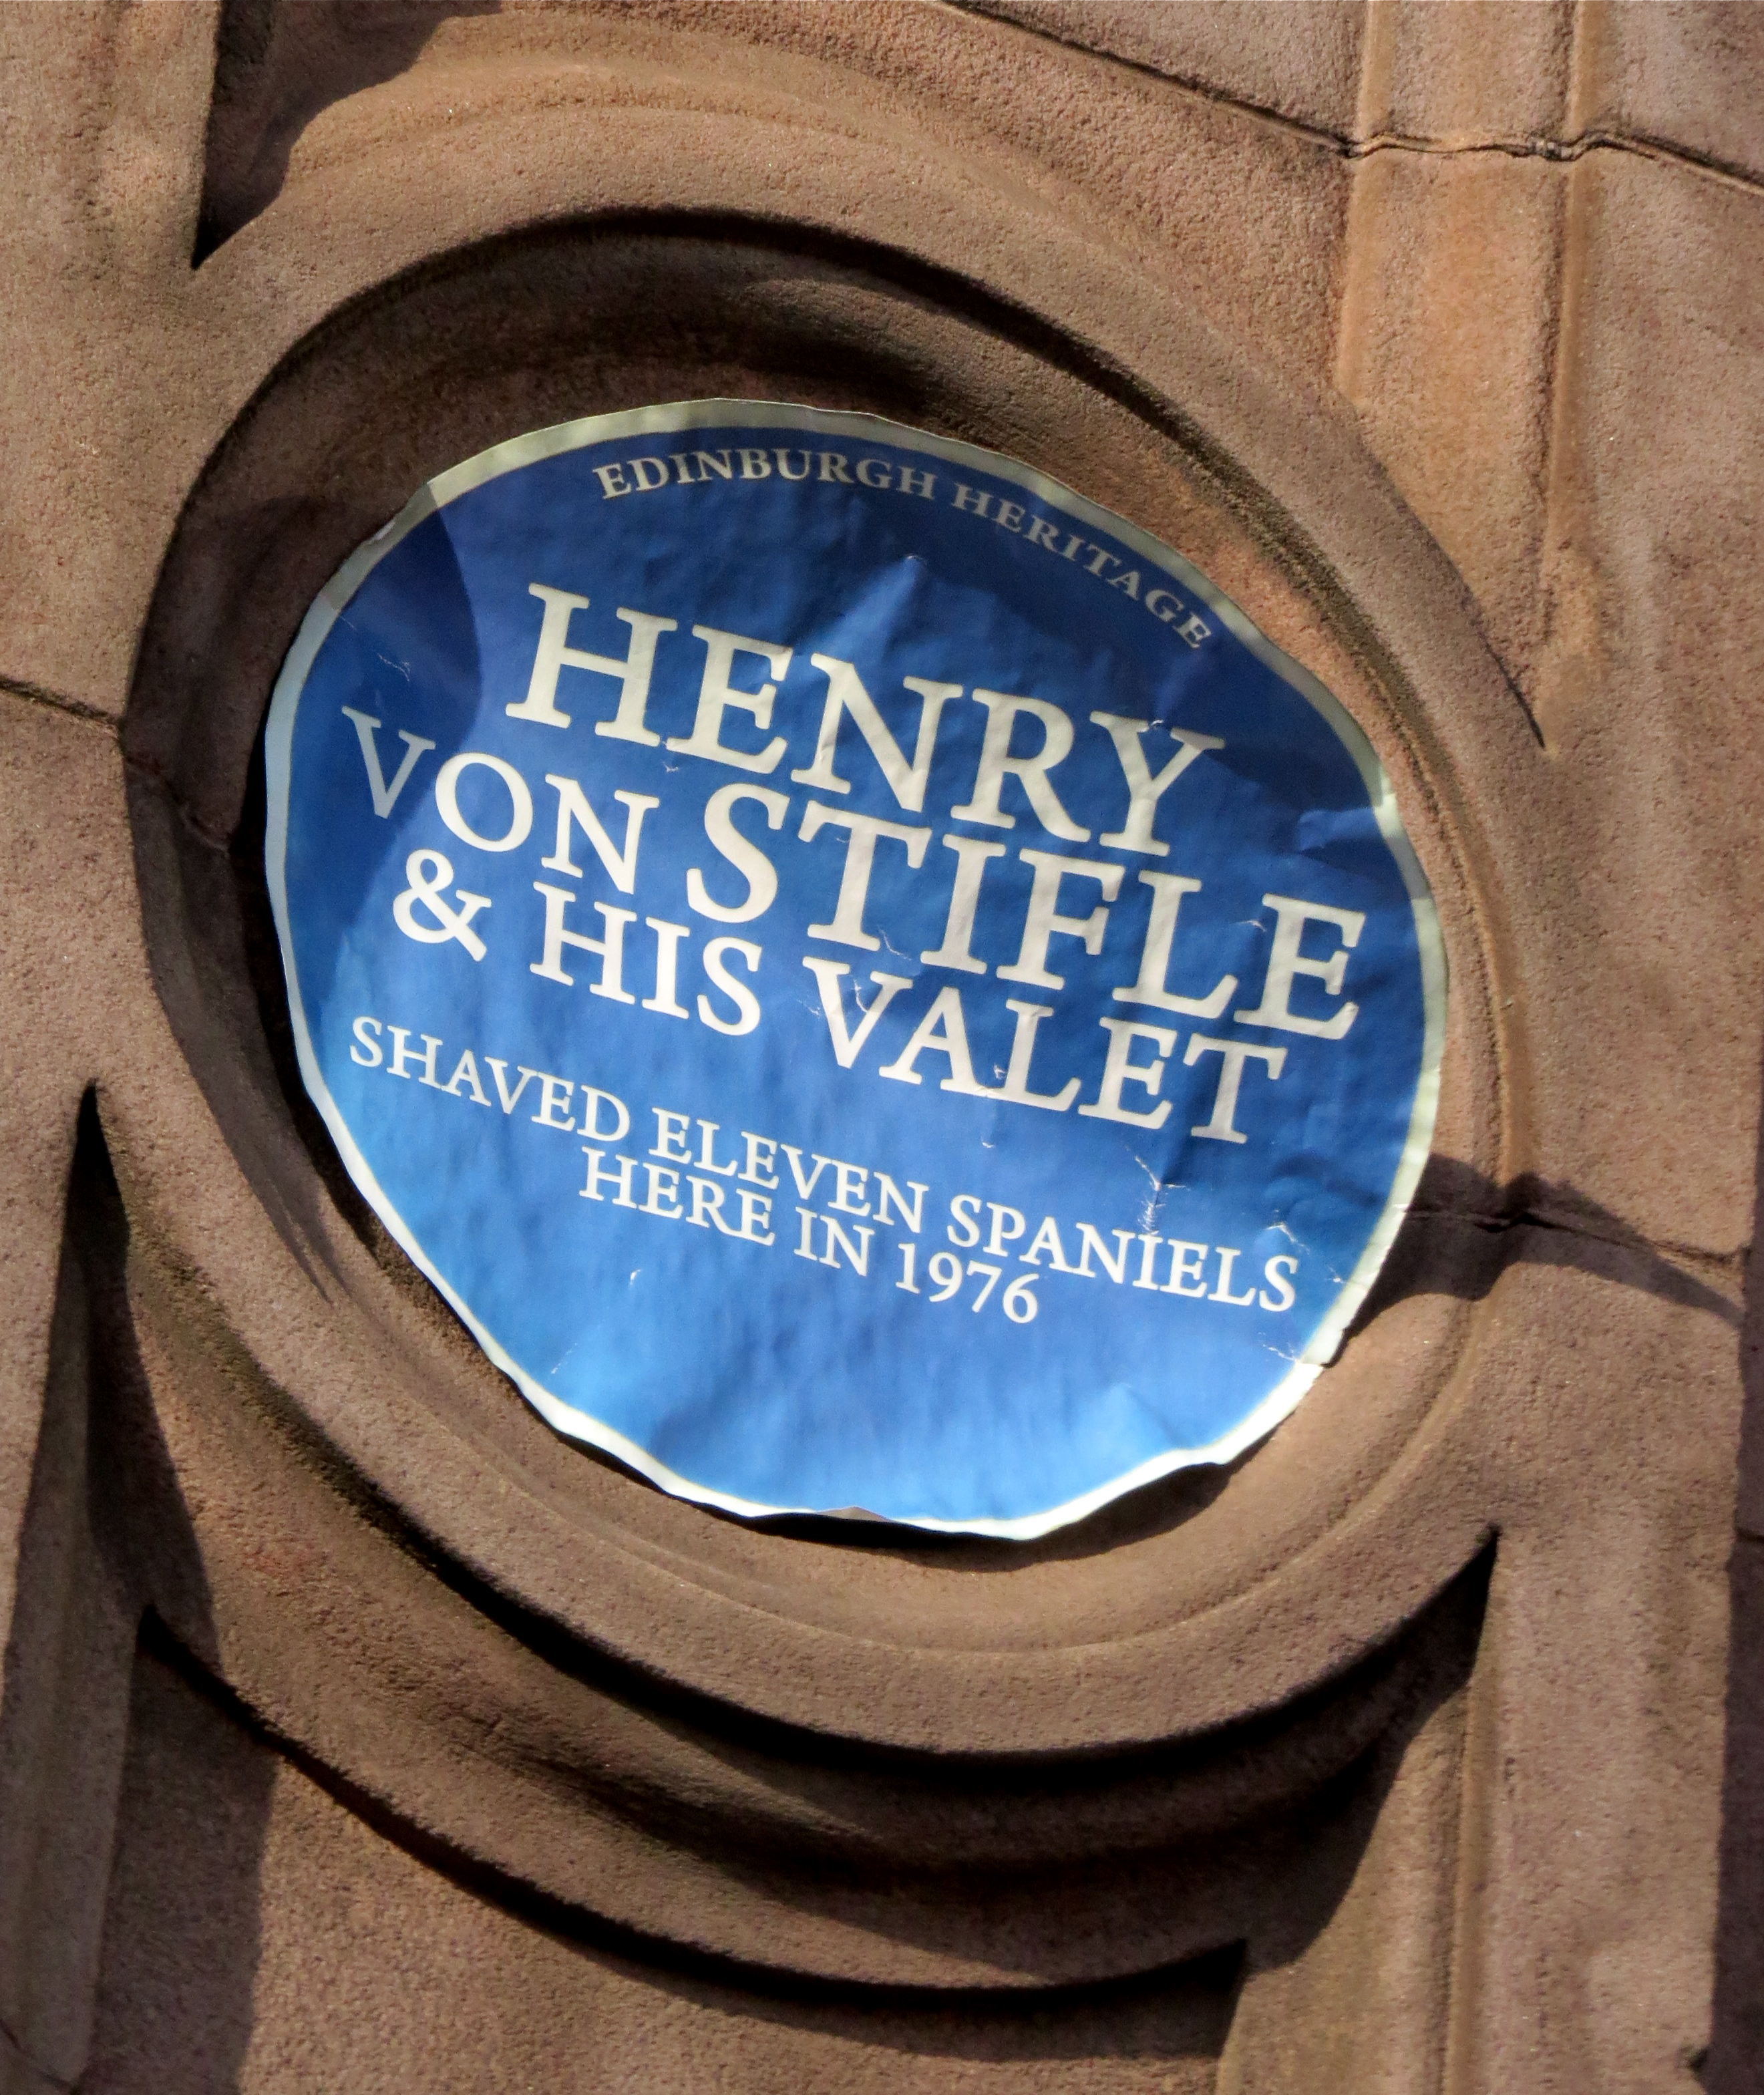 EDINBURGH HERITAGE
HENRY
VON STIFLE
& HIS VALET
SHAVED ELEVEN SPANIELS
HERE IN 1976